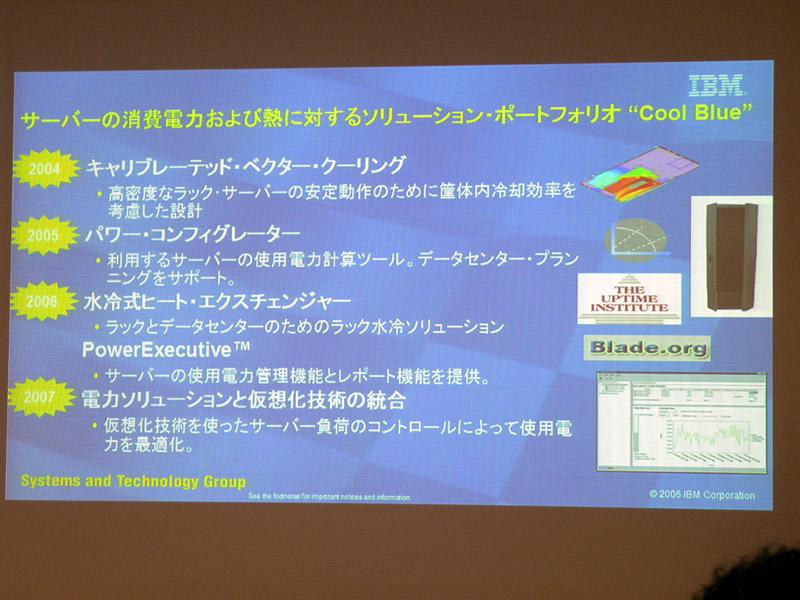 IBM
サーバーの消費電力および熱に対するソリューション・ポートフォリオ “Cool Blue”
2004
キャリブレーテッド・ベクター・クーリング
・高密度なラック・サーバーの安定動作のために筐体内冷却効率を
考慮した設計
2005
パワー・コンフィグレーター
・利用するサーバーの使用電力計算ツール。データセンター・プラン
ニングをサポート。
2006
水冷式ヒート・エクスチェンジャー
・ラックとデータセンターのためのラック水冷ソリューション
PowerExecutive™
・サーバーの使用電力管理機能とレポート機能を提供。
2007
電力ソリューションと仮想化技術の統合
・仮想化技術を使ったサーバー負荷のコントロールによって使用電
力を最適化。
THE
UPTIME
INSTITUTE
Blade.org
Systems and Technology Group
See the footnotes for important notices and information.
© 2006 IBM Corporation